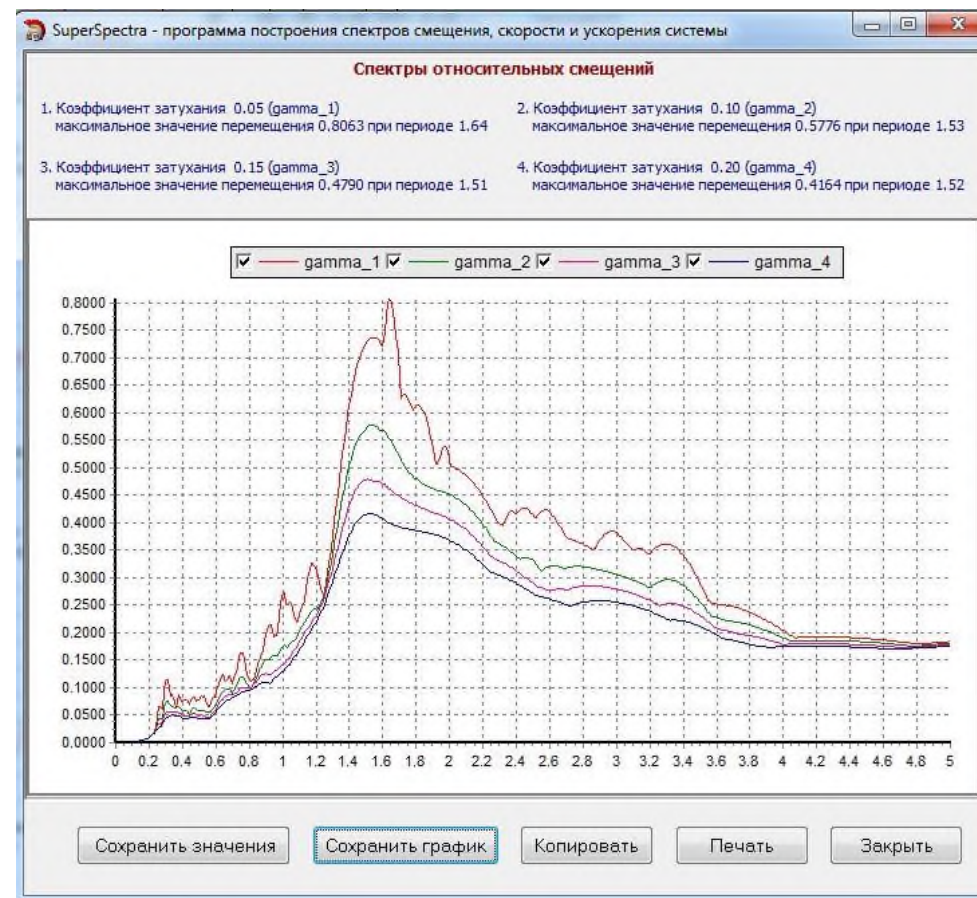 SuperSpectra - программа построения спектров смещения, скорости и ускорения системы
Спектры относительных смещений
1. Коэффициент затухания 0.05 (gamma_1)
максимальное значение перемещения 0.8063 при периоде 1.64
2. Коэффициент затухания 0.10 (gamma_2)
максимальное значение перемещения 0.5776 при периоде 1.53
3. Коэффициент затухания 0.15 (gamma_3)
максимальное значение перемещения 0.4790 при периоде 1.51
4. Коэффициент затухания 0.20 (gamma_4)
максимальное значение перемещения 0.4164 при периоде 1.52
gamma_1 gamma_2 gamma_3 gamma_4
0.8000
0.7500
0.7000
0.6500
0.6000
0.5500
0.5000
0.4500
0.4000
0.3500
0.3000
0.2500
0.2000
0.1500
0.1000
0.0500
0.0000
0 0.2 0.4 0.6 0.8 1 1.2 1.4 1.6 1.8 2 2.2 2.4 2.6 2.8 3 3.2 3.4 3.6 3.8 4 4.2 4.4 4.6 4.8 5
Сохранить значения Сохранить график Копировать Печать Закрыть